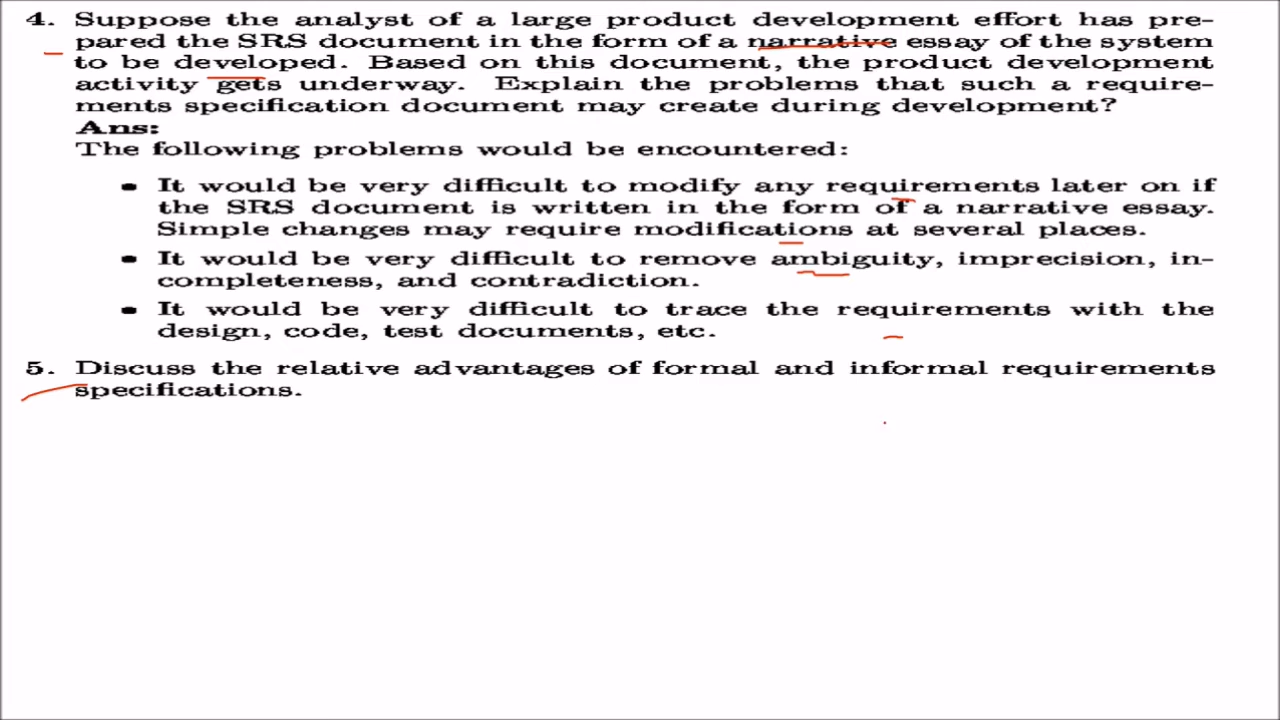 4. Suppose the analyst of a large product development effort has pre-
pared the SRS document in the form of a narrative essay of the system
to be developed. Based on this document, the product development
activity gets underway. Explain the problems that such a require-
ments specification document may create during development?
Ans:
The following problems would be encountered:
• It would be very difficult to modify any requirements later on if
the SRS document is written in the form of a narrative essay.
Simple changes may require modifications at several places.
• It would be very difficult to remove ambiguity, imprecision, in-
completeness, and contradiction.
• It would be very difficult to trace the requirements with the
design, code, test documents, etc.
5. Discuss the relative advantages of formal and informal requirements
specifications.